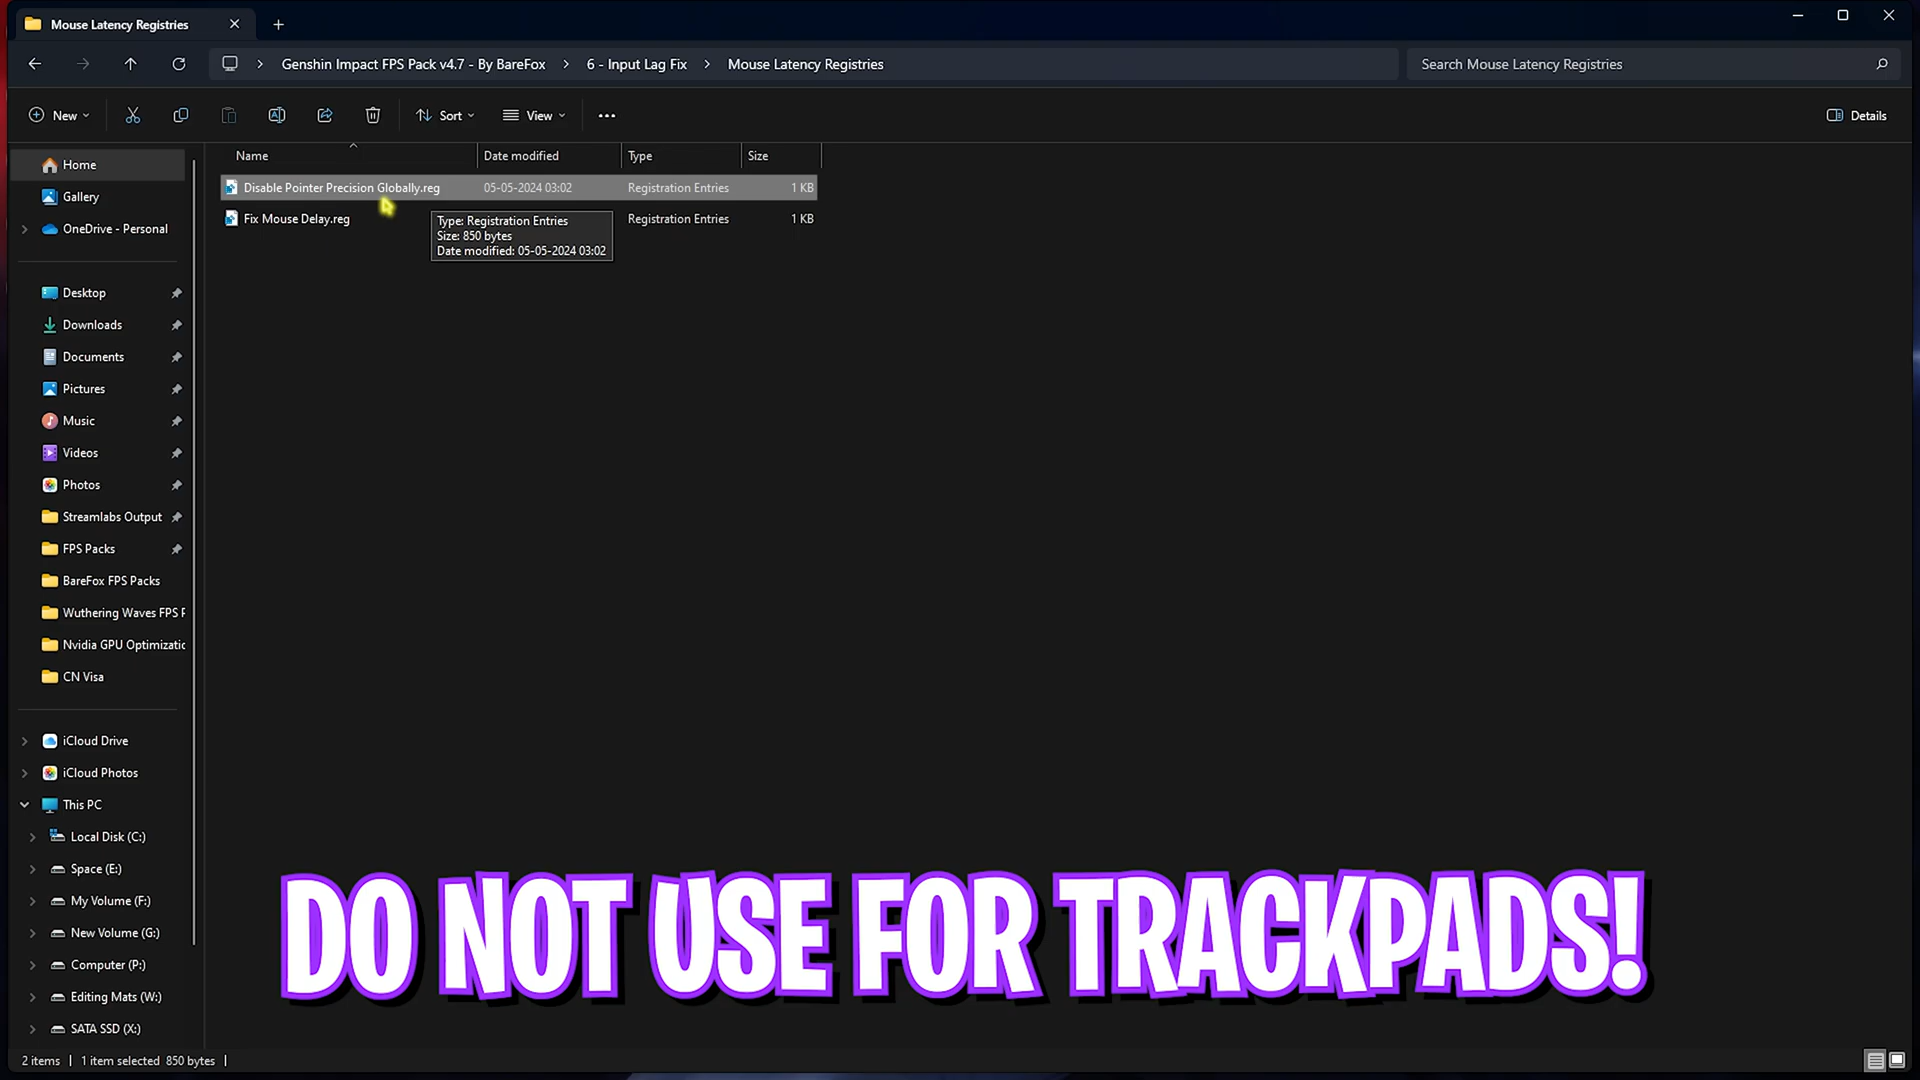 Mouse Latency Registries
Genshin Impact FPS Pack v4.7 - By BareFox
6 - Input Lag Fix
Mouse Latency Registries
Search Mouse Latency Registries
New
Sort
View
Details
Name
Date modified
Type
Size
Home
Gallery
OneDrive - Personal
Desktop
Downloads
Documents
Pictures
Music
Videos
Photos
Streamlabs Output
FPS Packs
BareFox FPS Packs
Wuthering Waves FPS F
Nvidia GPU Optimizatic
CN Visa
iCloud Drive
iCloud Photos
This PC
Local Disk (C:)
Space (E:)
My Volume (F:)
New Volume (G:)
Computer (P:)
Editing Mats (W:)
SATA SSD (X:)
Disable Pointer Precision Globally.reg 05-05-2024 03:02 Registration Entries 1 KB
Fix Mouse Delay.reg Registration Entries 1 KB
Type: Registration Entries
Size: 850 bytes
Date modified: 05-05-2024 03:02
DO NOT USE FOR TRACKPADS!
2 items 1 item selected 850 bytes